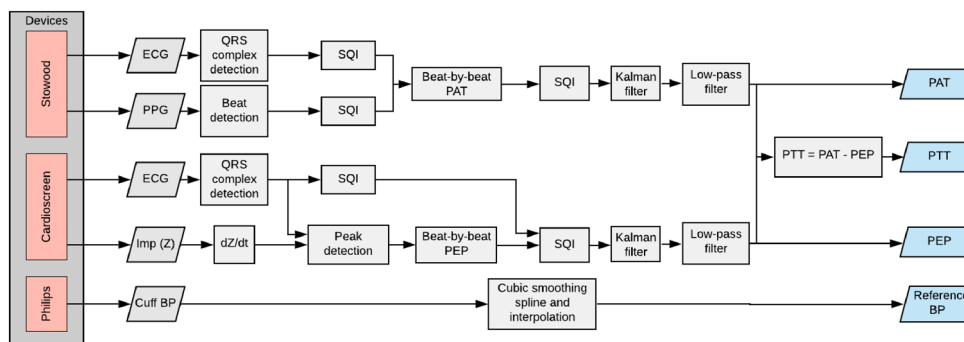 Devices
Stowood
ECG
QRS
complex
detection
SQI
PPG
Beat
detection
SQI
Beat-by-beat
PAT
SQI
Kalman
filter
Low-pass
filter
PAT
PTT = PAT - PEP
PTT
Cardioscreen
ECG
QRS
complex
detection
SQI
Imp (Z)
dZ/dt
Peak
detection
Beat-by-beat
PEP
SQI
Kalman
filter
Low-pass
filter
PEP
Philips
Cuff BP
Cubic smoothing
spline and
interpolation
Reference
BP